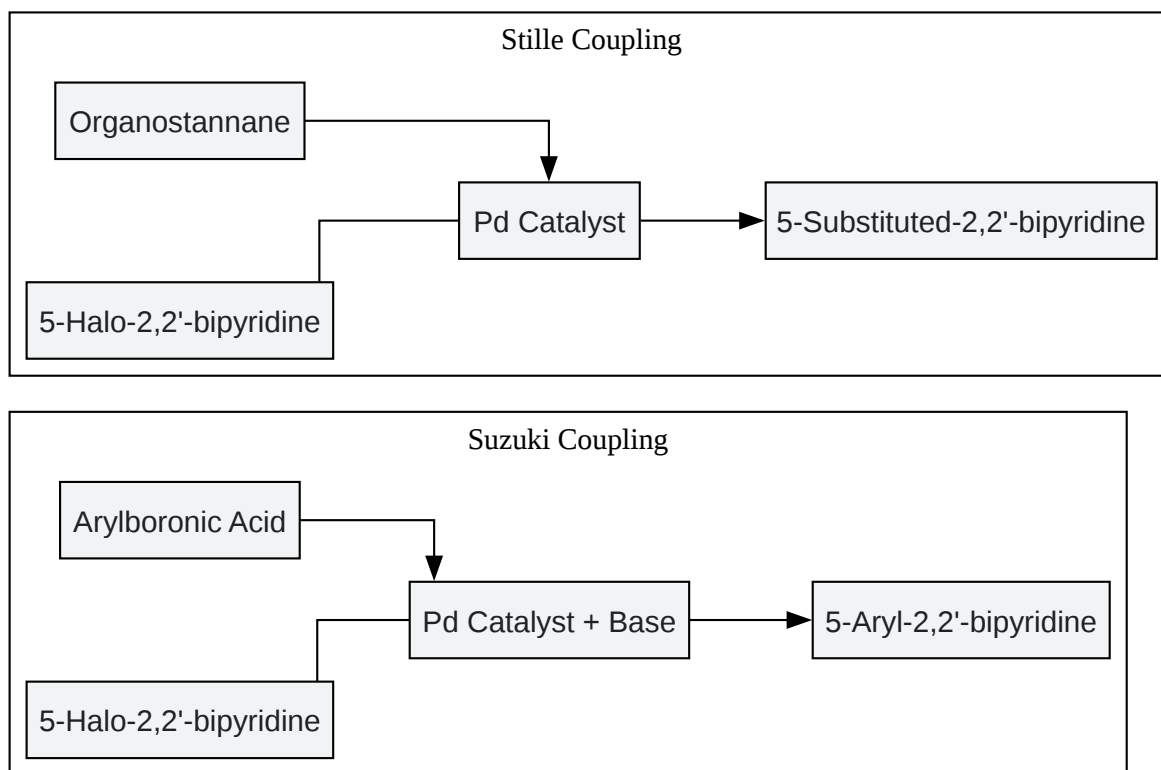 Stille Coupling
Organostannane
Pd Catalyst
5-Substituted-2,2'-bipyridine
5-Halo-2,2'-bipyridine
Suzuki Coupling
Arylboronic Acid
Pd Catalyst + Base
5-Aryl-2,2'-bipyridine
5-Halo-2,2'-bipyridine